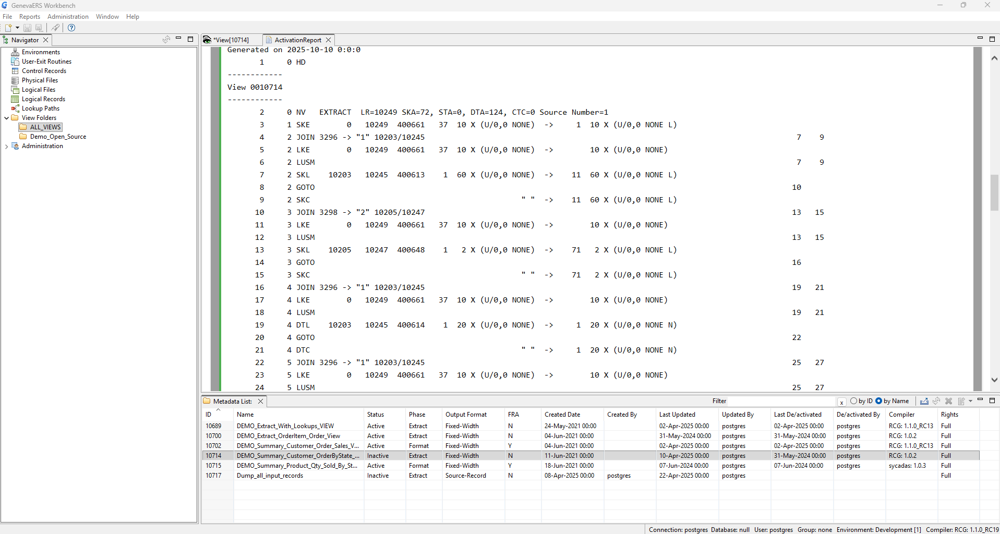 GenevaERS Workbench
File Reports Administration Window Help
Navigator
Environments
User-Exit Routines
Control Records
Physical Files
Logical Files
Logical Records
Lookup Paths
View Folders
ALL_VIEWS
Demo_Open_Source
Administration
*View[10714] ActivationReport
Generated on 2025-10-10 0:0:0
1 0 HD
------------
View 0010714
------------
2 0 NV EXTRACT LR=10249 SKA=72, STA=0, DTA=124, CTC=0 Source Number=1
3 1 SKE 0 10249 400661 37 10 X (U/0,0 NONE) -> 1 10 X (U/0,0 NONE L)
4 2 JOIN 3296 -> "1" 10203/10245 7 9
5 2 LKE 0 10249 400661 37 10 X (U/0,0 NONE) -> 10 X (U/0,0 NONE)
6 2 LUSM 7 9
7 2 SKL 10203 10245 400613 1 60 X (U/0,0 NONE) -> 11 60 X (U/0,0 NONE L)
8 2 GOTO 10
9 2 SKC " " -> 11 60 X (U/0,0 NONE L)
10 3 JOIN 3298 -> "2" 10205/10247 13 15
11 3 LKE 0 10249 400661 37 10 X (U/0,0 NONE) -> 10 X (U/0,0 NONE)
12 3 LUSM 13 15
13 3 SKL 10205 10247 400648 1 2 X (U/0,0 NONE) -> 71 2 X (U/0,0 NONE L)
14 3 GOTO 16
15 3 SKC " " -> 71 2 X (U/0,0 NONE L)
16 4 JOIN 3296 -> "1" 10203/10245 19 21
17 4 LKE 0 10249 400661 37 10 X (U/0,0 NONE) -> 10 X (U/0,0 NONE)
18 4 LUSM 19 21
19 4 DTL 10203 10245 400614 1 20 X (U/0,0 NONE) -> 1 20 X (U/0,0 NONE N)
20 4 GOTO 22
21 4 DTC " " -> 1 20 X (U/0,0 NONE N)
22 5 JOIN 3296 -> "1" 10203/10245 25 27
23 5 LKE 0 10249 400661 37 10 X (U/0,0 NONE) -> 10 X (U/0,0 NONE)
24 5 LUSM 25 27
Metadata List: Filter x by ID by Name
ID Name Status Phase Output Format FRA Created Date Created By Last Updated Updated By Last De/activated De/activated By Compiler Rights
10689 DEMO_Extract_With_Lookups_VIEW Active Extract Fixed-Width N 24-May-2021 00:00 02-Apr-2025 00:00 postgres 02-Apr-2025 00:00 postgres RCG: 1.1.0_RC13 Full
10700 DEMO_Extract_OrderItem_Order_View Active Extract Fixed-Width N 04-Jun-2021 00:00 31-May-2024 00:00 postgres 31-May-2024 00:00 postgres RCG: 1.0.2 Full
10702 DEMO_Summary_Customer_Order_Sales_V... Active Format Fixed-Width Y 04-Jun-2021 00:00 02-Apr-2025 00:00 postgres 02-Apr-2025 00:00 postgres RCG: 1.1.0_RC13 Full
10714 DEMO_Summary_Customer_OrderByState_... Inactive Extract Fixed-Width N 11-Jun-2021 00:00 10-Apr-2025 00:00 postgres 31-May-2024 00:00 postgres RCG: 1.0.2 Full
10715 DEMO_Summary_Product_Qty_Sold_By_St... Active Format Fixed-Width Y 18-Jun-2021 00:00 07-Jun-2024 00:00 postgres 07-Jun-2024 00:00 postgres sycadas: 1.0.3 Full
10717 Dump_all_input_records Inactive Extract Source-Record N 08-Apr-2025 00:00 postgres 22-Apr-2025 00:00 postgres Full
Connection: postgres Database: null User: postgres Group: none Environment: Development [1] Compiler: RCG: 1.1.0_RC19